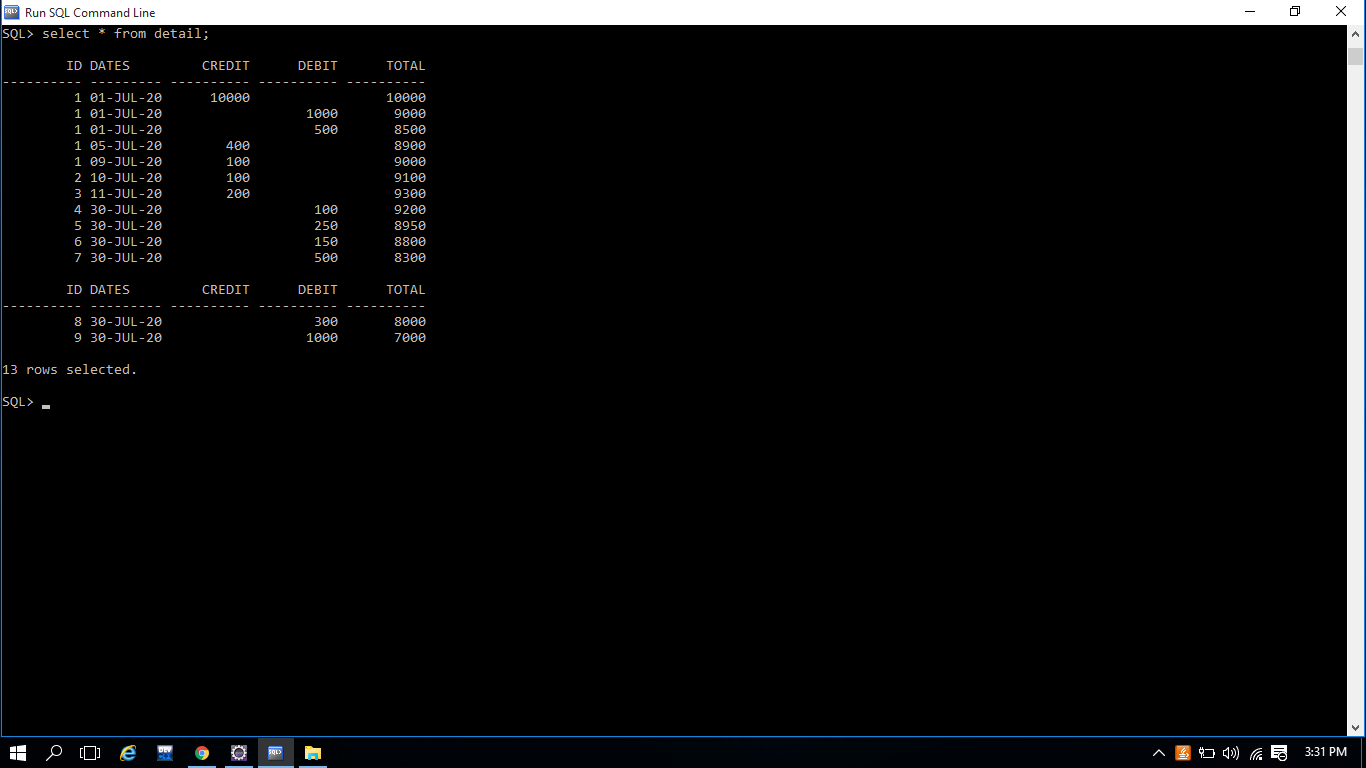 Run SQL Command Line
SQL> select * from detail;
        ID DATES         CREDIT      DEBIT      TOTAL
---------- --------- ---------- ---------- ----------
         1 01-JUL-20      10000                 10000
         1 01-JUL-20                  1000       9000
         1 01-JUL-20                   500       8500
         1 05-JUL-20        400                  8900
         1 09-JUL-20        100                  9000
         2 10-JUL-20        100                  9100
         3 11-JUL-20        200                  9300
         4 30-JUL-20                   100       9200
         5 30-JUL-20                   250       8950
         6 30-JUL-20                   150       8800
         7 30-JUL-20                   500       8300
        ID DATES         CREDIT      DEBIT      TOTAL
---------- --------- ---------- ---------- ----------
         8 30-JUL-20                   300       8000
         9 30-JUL-20                  1000       7000
13 rows selected.
SQL>
DEV
SQL>
3:31 PM